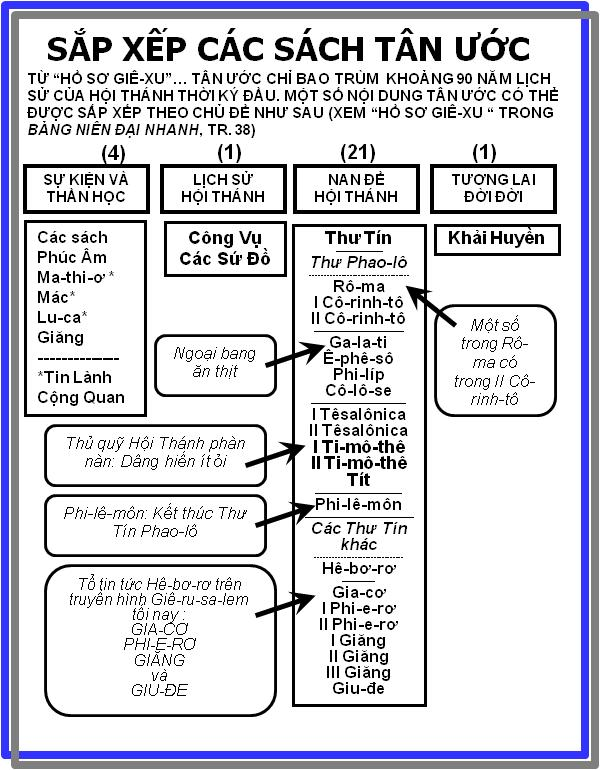 SẮP XẾP CÁC SÁCH TÂN ƯỚC
TỪ “HỒ SƠ GIÊ-XU”… TÂN ƯỚC CHỈ BAO TRÙM KHOẢNG 90 NĂM LỊCH
SỬ CỦA HỘI THÁNH THỜI KỲ ĐẦU. MỘT SỐ NỘI DUNG TÂN ƯỚC CÓ THỂ
ĐƯỢC SẮP XẾP THEO CHỦ ĐỀ NHƯ SAU (XEM “HỒ SƠ GIÊ-XU “ TRONG
BẢNG NIÊN ĐẠI NHANH, TR. 38)
(4)
SỰ KIỆN VÀ
THẦN HỌC
Các sách
Phúc Âm
Ma-thi-ơ*
Mác*
Lu-ca*
Giăng
---------------
*Tin Lành
Cộng Quan
(1)
LỊCH SỬ
HỘI THÁNH
Công Vụ
Các Sứ Đồ
(21)
NAN ĐỀ
HỘI THÁNH
Thư Tín
Thư Phao-lô
Rô-ma
I Cô-rinh-tô
II Cô-rinh-tô
Ga-la-ti
Ê-phê-sô
Phi-líp
Cô-lô-se
I Têsalônica
II Têsalônica
I Ti-mô-thê
II Ti-mô-thê
Tít
Phi-lê-môn
Các Thư Tín
khác
Hê-bơ-rơ
Gia-cơ
I Phi-e-rơ
II Phi-e-rơ
I Giăng
II Giăng
III Giăng
Giu-đe
(1)
TƯƠNG LAI
ĐỜI ĐỜI
Khải Huyền
Một số
trong Rô-
ma có
trong II Cô-
rinh-tô
Ngoại bang
ăn thịt
Thủ quỹ Hội Thánh phàn
nàn: Dâng hiến ít ỏi
Phi-lê-môn: Kết thúc Thư
Tín Phao-lô
Tổ tin tức Hê-bơ-rơ trên
truyền hình Giê-ru-sa-lem
tối nay :
GIA-CƠ
PHI-E-RƠ
GIĂNG
và
GIU-ĐE